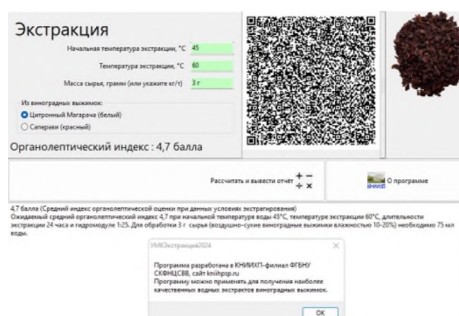 Экстракция
Начальная температура экстракции, °C 45
Температура экстракции, °C 60
Масса сырья, грамм (или укажите кг/т) 3 г
Из виноградных выжимок:
Цитронный Магарача (белый)
Саперави (красный)
Органолептический индекс : 4,7 балла
Рассчитать и вывести отчет
О программе
4,7 балла (Средний индекс органолептической оценки при данных условиях экстрагирования)
Ожидаемый средний органолептический индекс 4,7 при начальной температуре воды 45°C, температуре экстракции 60°C, длительности
экстракции 24 часа и гидромодуле 1:25. Для обработки 3 г сырья (воздушно-сухие виноградные выжимки влажностью 10-20%) необходимо 75 мл
воды.
УМКЭкстракция2024
Программа разработана в КНИИХП-филиал ФГБНУ
СКФНЦСВВ, сайт kniihpsp.ru
Программу можно применять для получения наиболее
качественных водных экстрактов виноградных выжимок.
OK